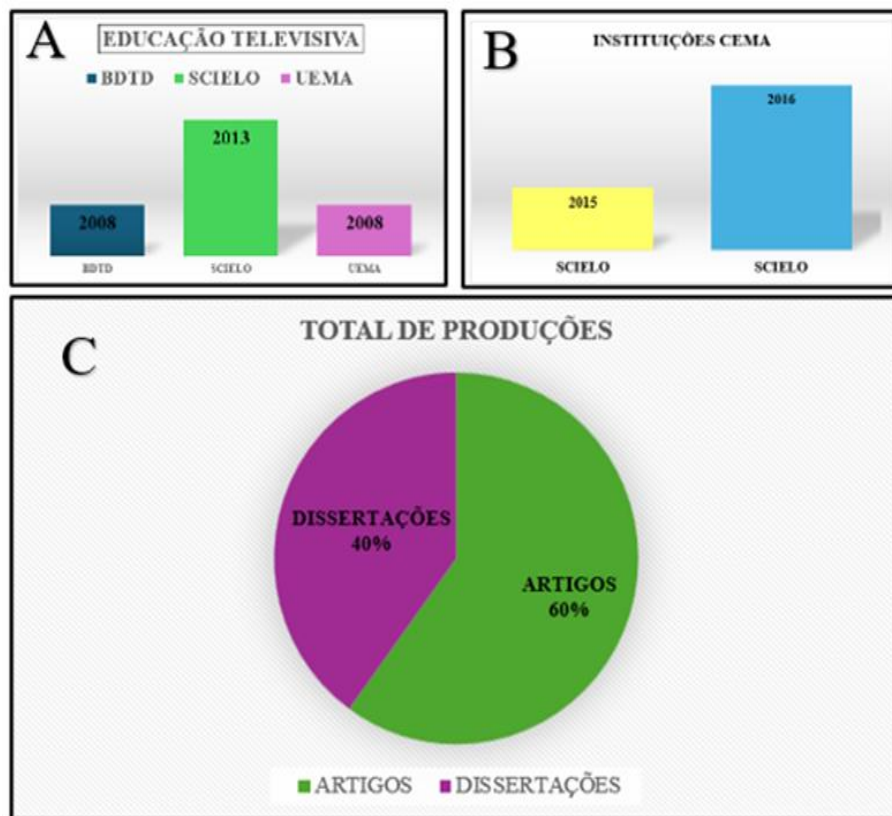 A
EDUCAÇÃO TELEVISIVA
BDTD SCIELO UEMA
2008
2013
2008
BDTD SCIELO UEMA
B
INSTITUIÇÕES CEMA
2015
2016
SCIELO SCIELO
C
TOTAL DE PRODUÇÕES
DISSERTAÇÕES
40%
ARTIGOS
60%
ARTIGOS DISSERTAÇÕES